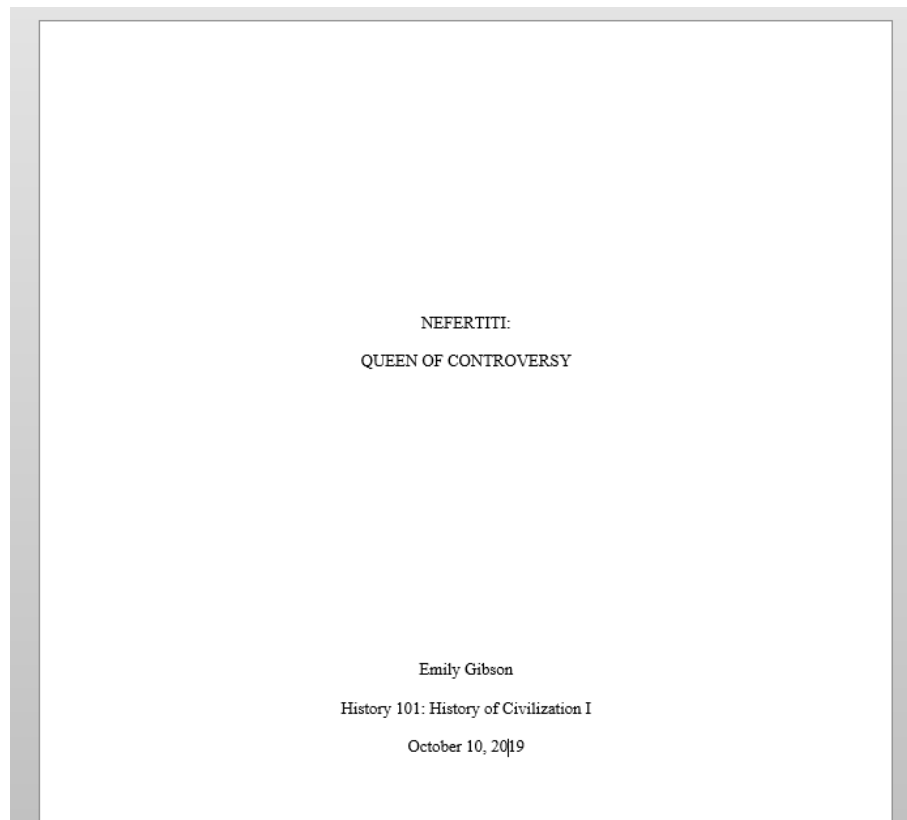 NEFERTITI:
QUEEN OF CONTROVERSY
Emily Gibson
History 101: History of Civilization I
October 10, 2019